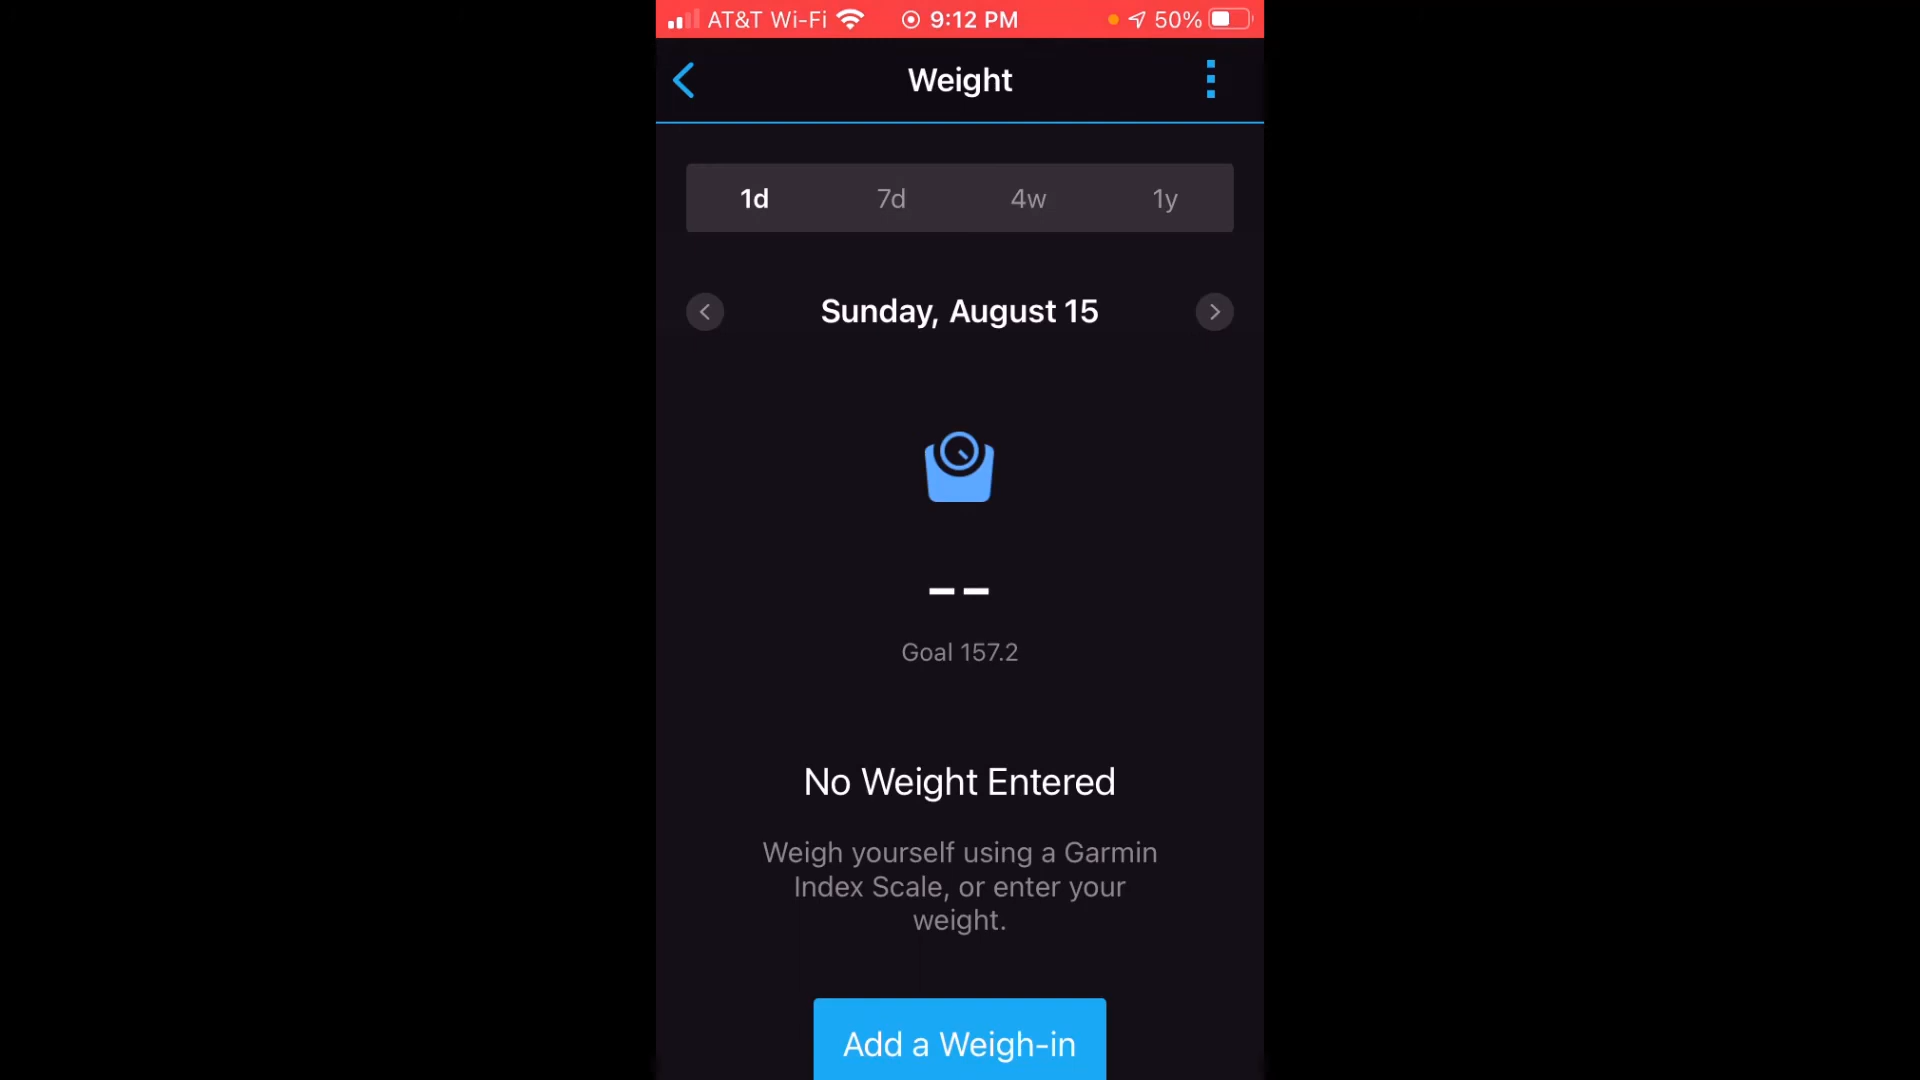 AT&T Wi-Fi 9:12 PM 50%
Weight
1d 7d 4w 1y
Sunday, August 15
--
Goal 157.2
No Weight Entered
Weigh yourself using a Garmin
Index Scale, or enter your
weight.
Add a Weigh-in